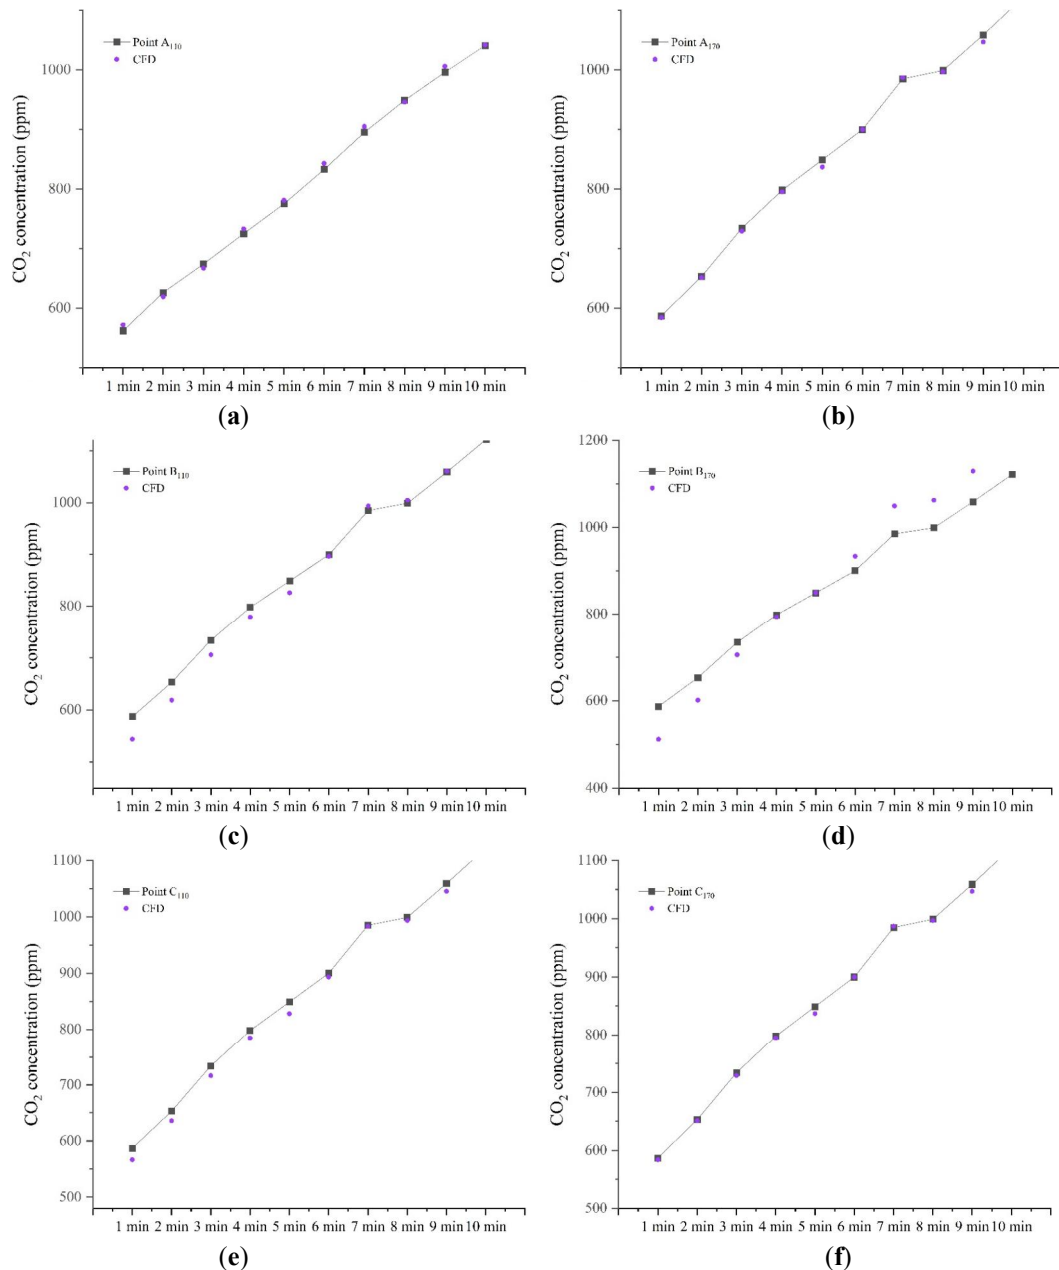 Point A₁₁₀
CFD
CO₂ concentration (ppm)
1000
800
600
1 min 2 min 3 min 4 min 5 min 6 min 7 min 8 min 9 min 10 min
(a)
Point A₁₇₀
CFD
CO₂ concentration (ppm)
1000
800
600
1 min 2 min 3 min 4 min 5 min 6 min 7 min 8 min 9 min 10 min
(b)
Point B₁₁₀
CFD
CO₂ concentration (ppm)
1000
800
600
1 min 2 min 3 min 4 min 5 min 6 min 7 min 8 min 9 min 10 min
(c)
Point B₁₇₀
CFD
CO₂ concentration (ppm)
1200
1000
800
600
400
1 min 2 min 3 min 4 min 5 min 6 min 7 min 8 min 9 min 10 min
(d)
Point C₁₁₀
CFD
CO₂ concentration (ppm)
1100
1000
900
800
700
600
500
1 min 2 min 3 min 4 min 5 min 6 min 7 min 8 min 9 min 10 min
(e)
Point C₁₇₀
CFD
CO₂ concentration (ppm)
1100
1000
900
800
700
600
500
1 min 2 min 3 min 4 min 5 min 6 min 7 min 8 min 9 min 10 min
(f)